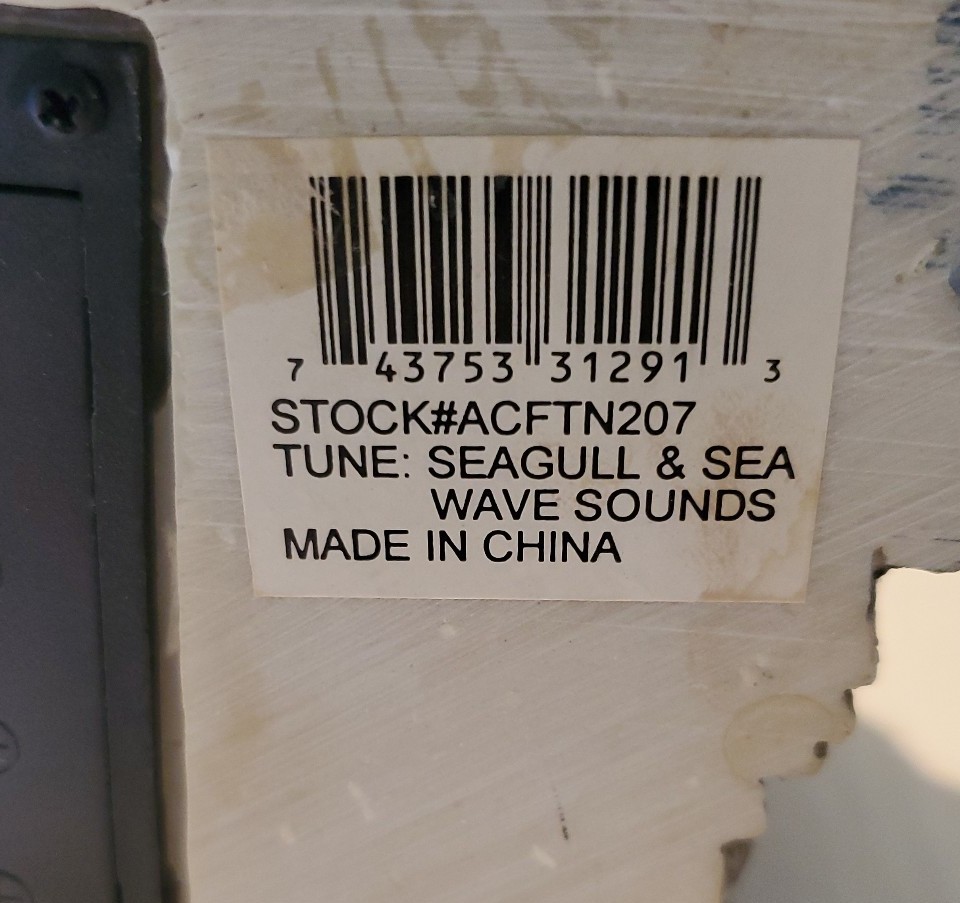 7 43753 31291 3
STOCK#ACFTN207
TUNE: SEAGULL & SEA
WAVE SOUNDS
MADE IN CHINA